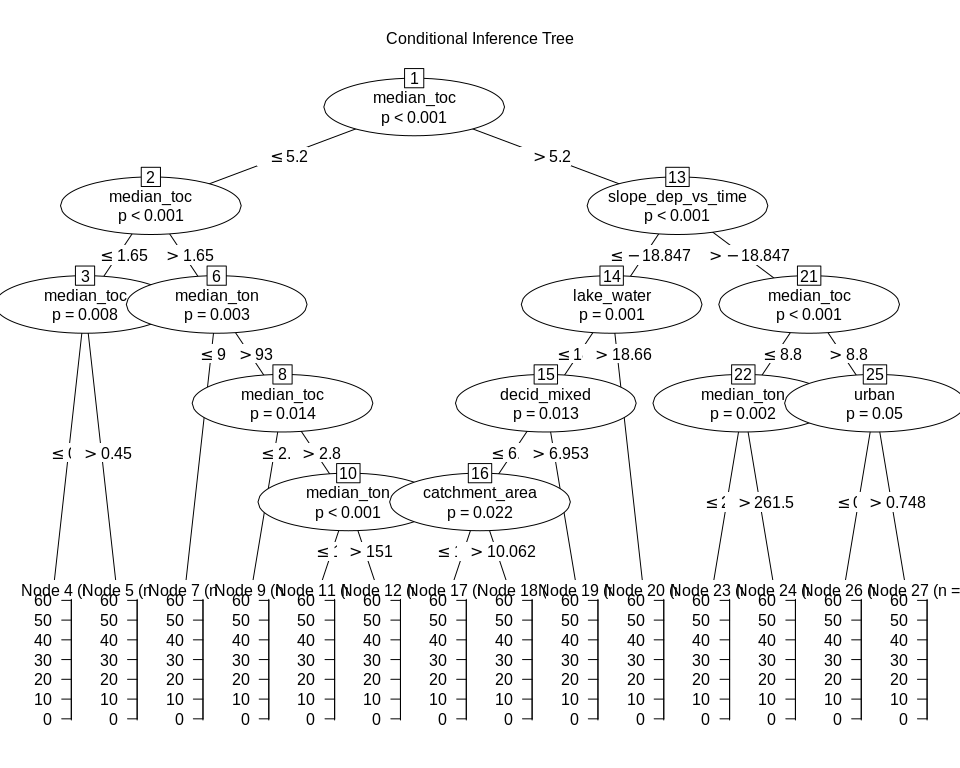 Conditional Inference Tree
1
median_toc
p < 0.001
≤ 5.2
> 5.2
2
median_toc
p < 0.001
13
slope_dep_vs_time
p < 0.001
≤ 1.65
> 1.65
≤ −18.847
> −18.847
3
median_toc
p = 0.008
6
median_ton
p = 0.003
14
lake_water
p = 0.001
21
median_toc
p < 0.001
≤ 9
> 93
≤ 1
> 18.66
≤ 8.8
> 8.8
8
median_toc
p = 0.014
15
decid_mixed
p = 0.013
22
median_ton
p = 0.002
25
urban
p = 0.05
≤
> 0.45
≤ 2.
> 2.8
≤ 6.
> 6.953
10
median_ton
p < 0.001
16
catchment_area
p = 0.022
≤
> 261.5
≤
> 0.748
≤
> 151
≤
> 10.062
Node 4 (
Node 5 (
Node 7 (
Node 9 (
Node 11 (
Node 12 (
Node 17 (
Node 18
Node 19 (
Node 20 (
Node 23 (
Node 24 (
Node 26 (
Node 27 (n =
60 60 60 60 60 60 60 60 60 60 60 60 60 60
50 50 50 50 50 50 50 50 50 50 50 50 50 50
40 40 40 40 40 40 40 40 40 40 40 40 40 40
30 30 30 30 30 30 30 30 30 30 30 30 30 30
20 20 20 20 20 20 20 20 20 20 20 20 20 20
10 10 10 10 10 10 10 10 10 10 10 10 10 10
0 0 0 0 0 0 0 0 0 0 0 0 0 0